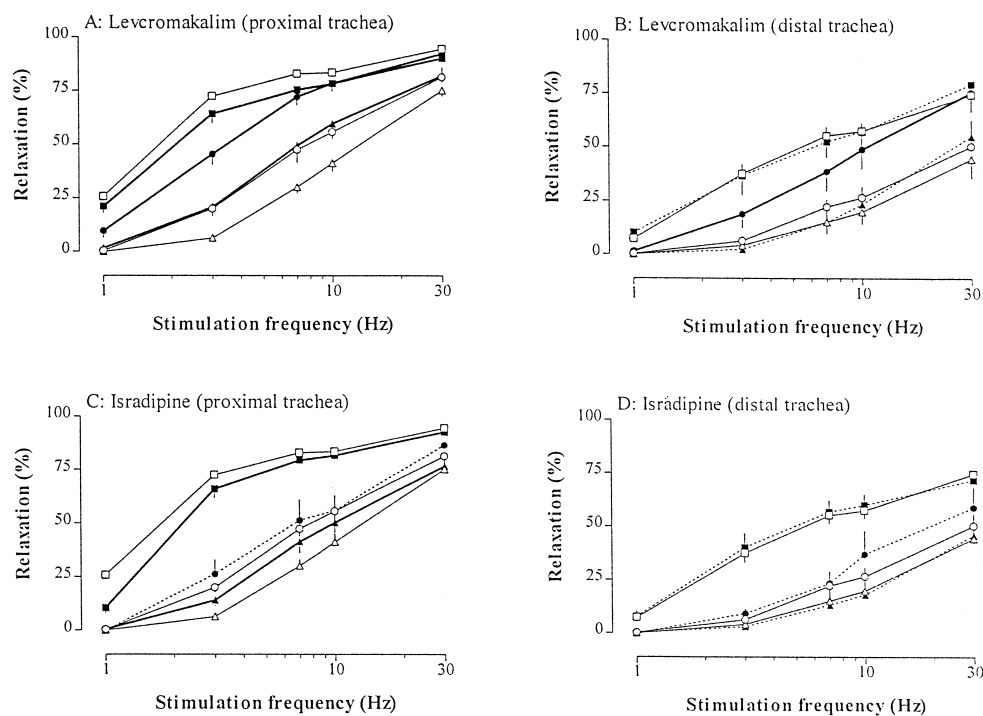 A: Levcromakalim (proximal trachea)
100
75
50
25
0
Relaxation (%)
1
10
30
Stimulation frequency (Hz)
B: Levcromakalim (distal trachea)
100
75
50
25
0
Relaxation (%)
1
10
30
Stimulation frequency (Hz)
C: Isradipine (proximal trachea)
100
75
50
25
0
Relaxation (%)
1
10
30
Stimulation frequency (Hz)
D: Isradipine (distal trachea)
100
75
50
25
0
Relaxation (%)
1
10
30
Stimulation frequency (Hz)